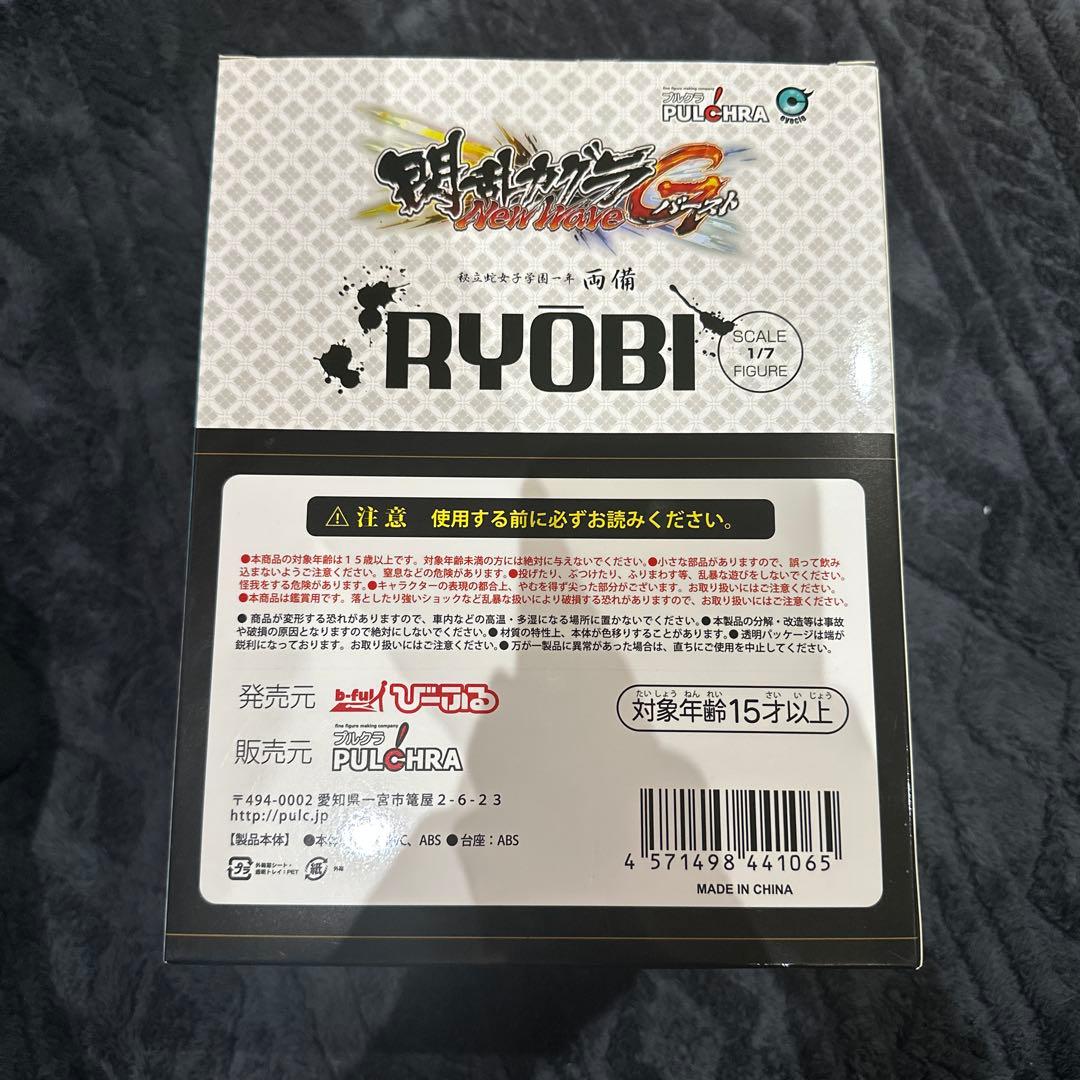 fine figure making company
プルクラ
PULCHRA
eyecle
閃乱カグラ
New Wave G バースト
秘立蛇女子学園一年 両備
RYŌBI
SCALE
1/7
FIGURE
⚠注意 使用する前に必ずお読みください。
●本商品の対象年齢は15歳以上です。対象年齢未満の方には絶対に与えないでください。●小さな部品がありますので、誤って飲み
込まないようご注意ください。窒息などの危険があります。●投げたり、ぶつけたり、ふりまわす等、乱暴な遊びをしないでください。
怪我をする危険があります。●キャラクターの表現の都合上、やむを得ず尖った部分がございます。お取り扱いにはご注意ください。
●本商品は鑑賞用です。落としたり強いショックなど乱暴な扱いにより破損する恐れがありますので、お取り扱いにはご注意ください。
●商品が変形する恐れがありますので、車内などの高温・多湿になる場所に置かないでください。●本製品の分解・改造等は事故
や破損の原因となりますので絶対にしないでください。●材質の特性上、本体が色移りすることがあります。●透明パッケージは端が
鋭利になっております。お取り扱いにはご注意ください。●万が一製品に異常があった場合は、直ちにご使用を中止してください。
発売元 b-ful びーふる
たいしょう ねん れい さい い じょう
対象年齢15才以上
fine figure making company
プルクラ
販売元 PULCHRA
〒494-0002 愛知県一宮市篭屋2-6-23
http://pulc.jp
【製品本体】 ●本 C、ABS ●台座：ABS
プラ 外箱窓シート・
透明トレイ：PET
紙 外箱
4 571498 441065
MADE IN CHINA